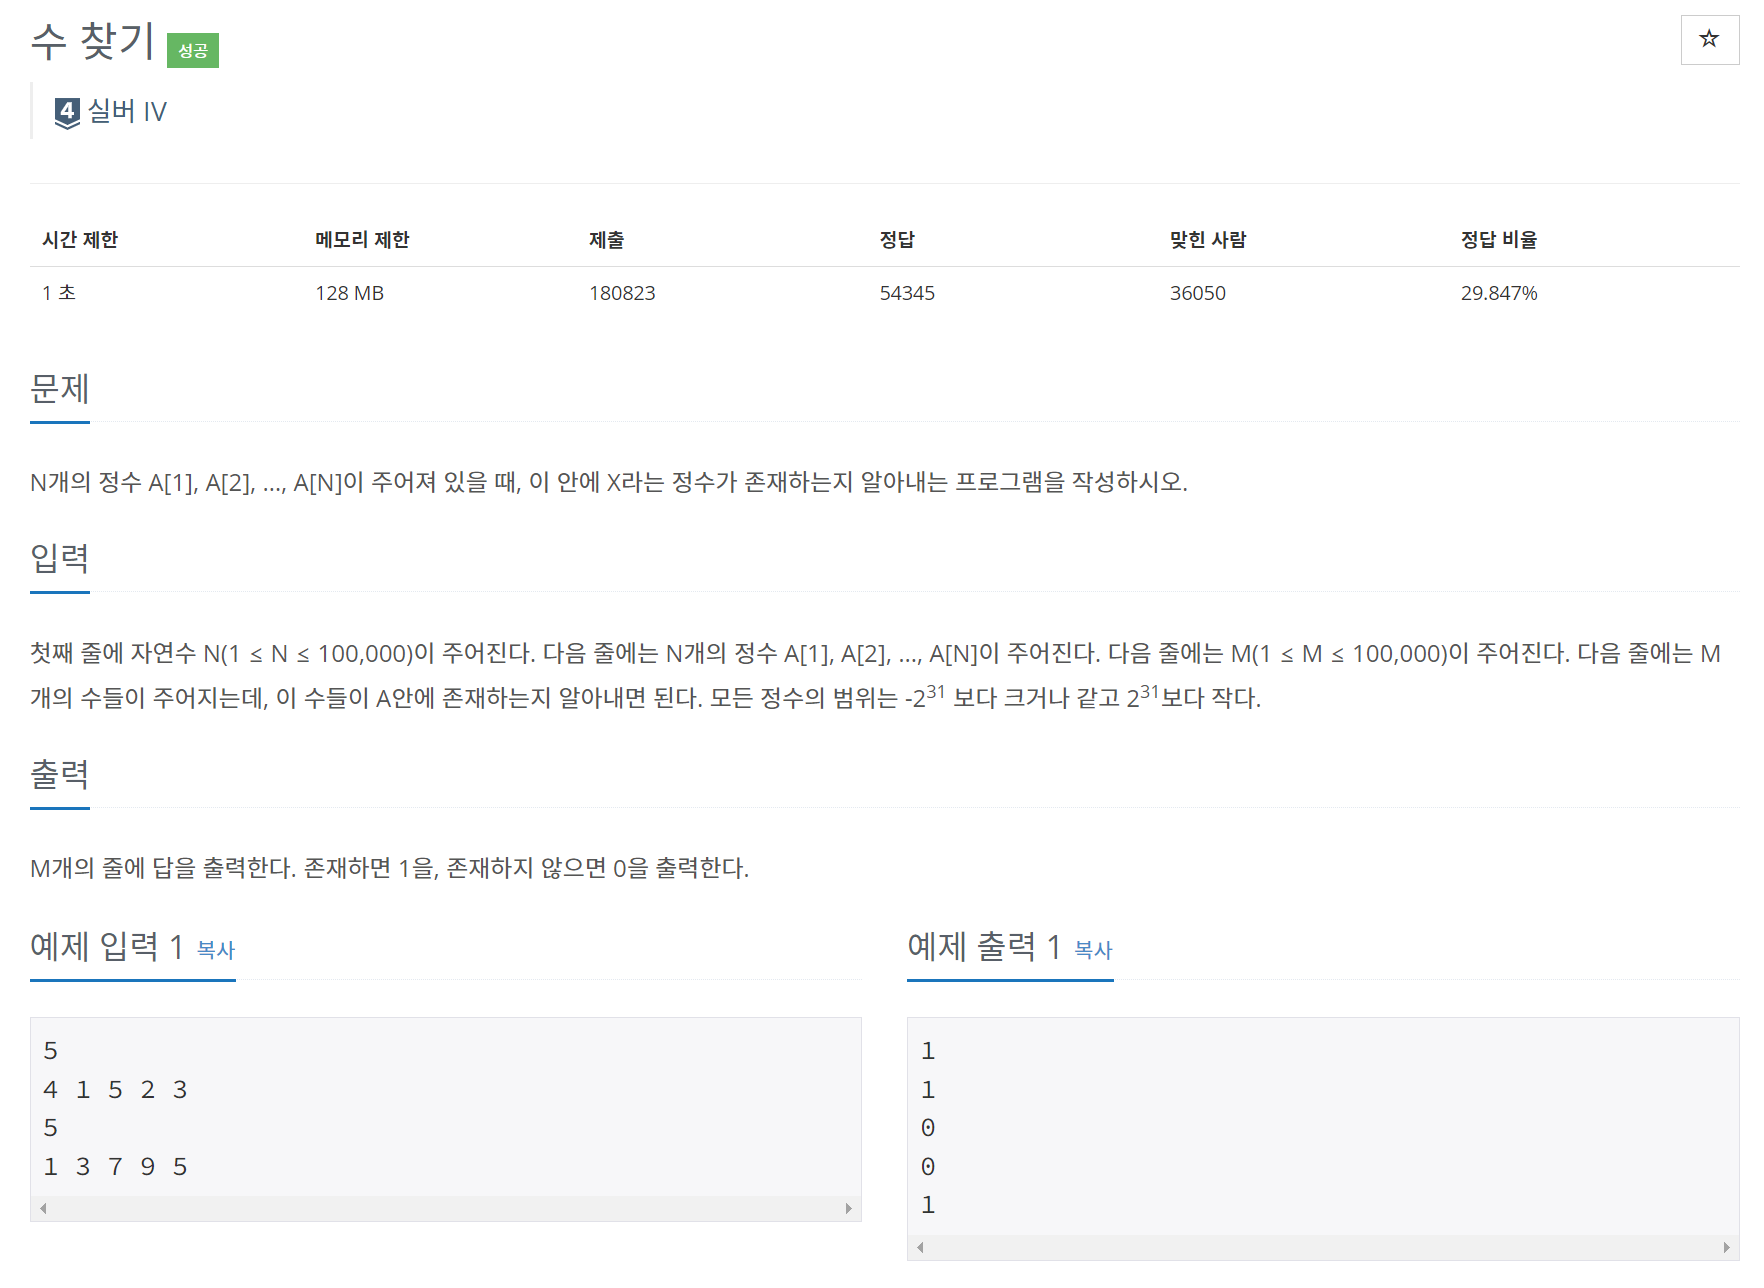 수 찾기 성공
☆
4 실버 IV
시간 제한 메모리 제한 제출 정답 맞힌 사람 정답 비율
1 초 128 MB 180823 54345 36050 29.847%
문제
N개의 정수 A[1], A[2], …, A[N]이 주어져 있을 때, 이 안에 X라는 정수가 존재하는지 알아내는 프로그램을 작성하시오.
입력
첫째 줄에 자연수 N(1 ≤ N ≤ 100,000)이 주어진다. 다음 줄에는 N개의 정수 A[1], A[2], …, A[N]이 주어진다. 다음 줄에는 M(1 ≤ M ≤ 100,000)이 주어진다. 다음 줄에는 M
개의 수들이 주어지는데, 이 수들이 A안에 존재하는지 알아내면 된다. 모든 정수의 범위는 -2³¹ 보다 크거나 같고 2³¹보다 작다.
출력
M개의 줄에 답을 출력한다. 존재하면 1을, 존재하지 않으면 0을 출력한다.
예제 입력 1 복사
5
4 1 5 2 3
5
1 3 7 9 5
예제 출력 1 복사
1
1
0
0
1